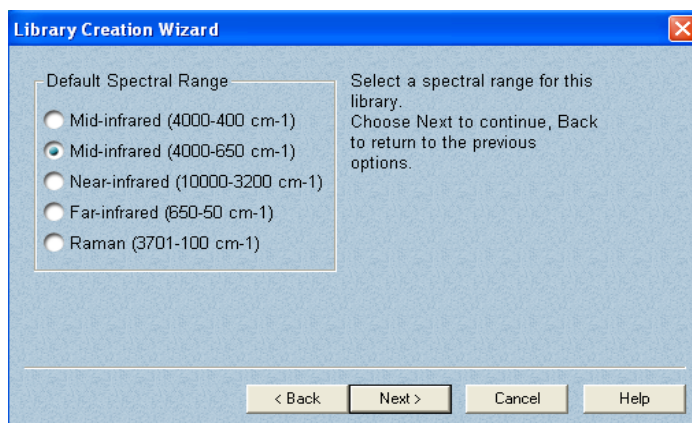 Library Creation Wizard
Default Spectral Range
Mid-infrared (4000-400 cm-1)
Mid-infrared (4000-650 cm-1)
Near-infrared (10000-3200 cm-1)
Far-infrared (650-50 cm-1)
Raman (3701-100 cm-1)
Select a spectral range for this
library.
Choose Next to continue, Back
to return to the previous
options.
< Back Next > Cancel Help